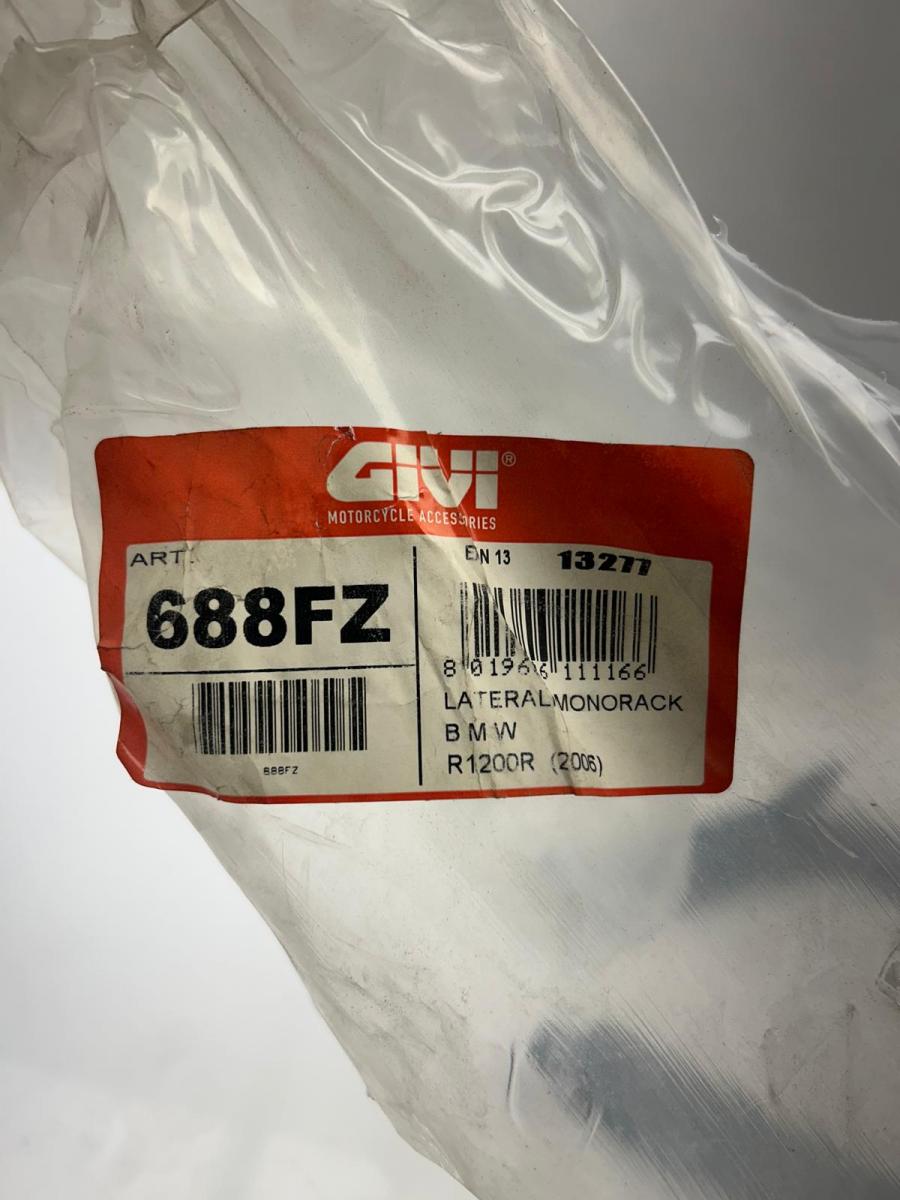 GIVI®
MOTORCYCLE ACCESSORIES
ART.
688FZ
688FZ
EAN 13 13277
8 019666 111166
LATERAL MONORACK
BMW
R1200R (2006)